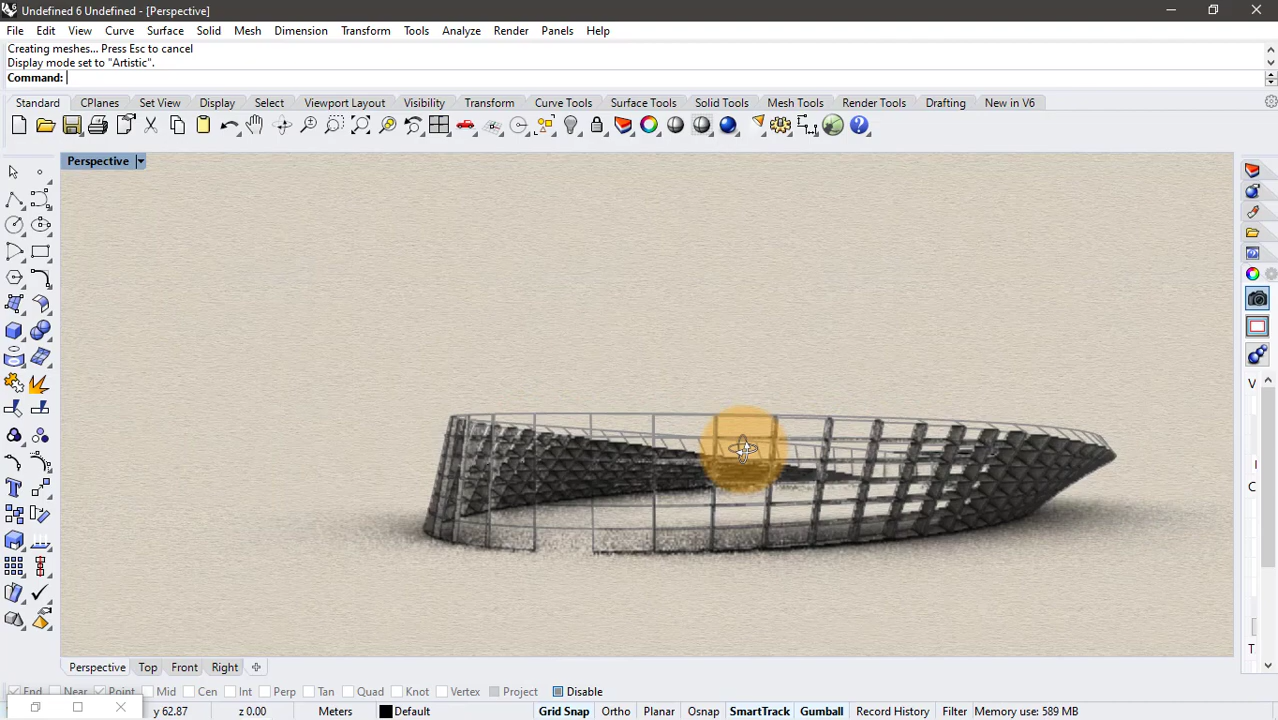 Undefined 6 Undefined - [Perspective]
File Edit View Curve Surface Solid Mesh Dimension Transform Tools Analyze Render Panels Help
Creating meshes... Press Esc to cancel
Display mode set to "Artistic".
Command:
Standard CPlanes Set View Display Select Viewport Layout Visibility Transform Curve Tools Surface Tools Solid Tools Mesh Tools Render Tools Drafting New in V6
Perspective
V
C
T
Perspective Top Front Right
End Near Point Mid Cen Int Perp Tan Quad Knot Vertex Project Disable
y 62.87 z 0.00 Meters Default Grid Snap Ortho Planar Osnap SmartTrack Gumball Record History Filter Memory use: 589 MB